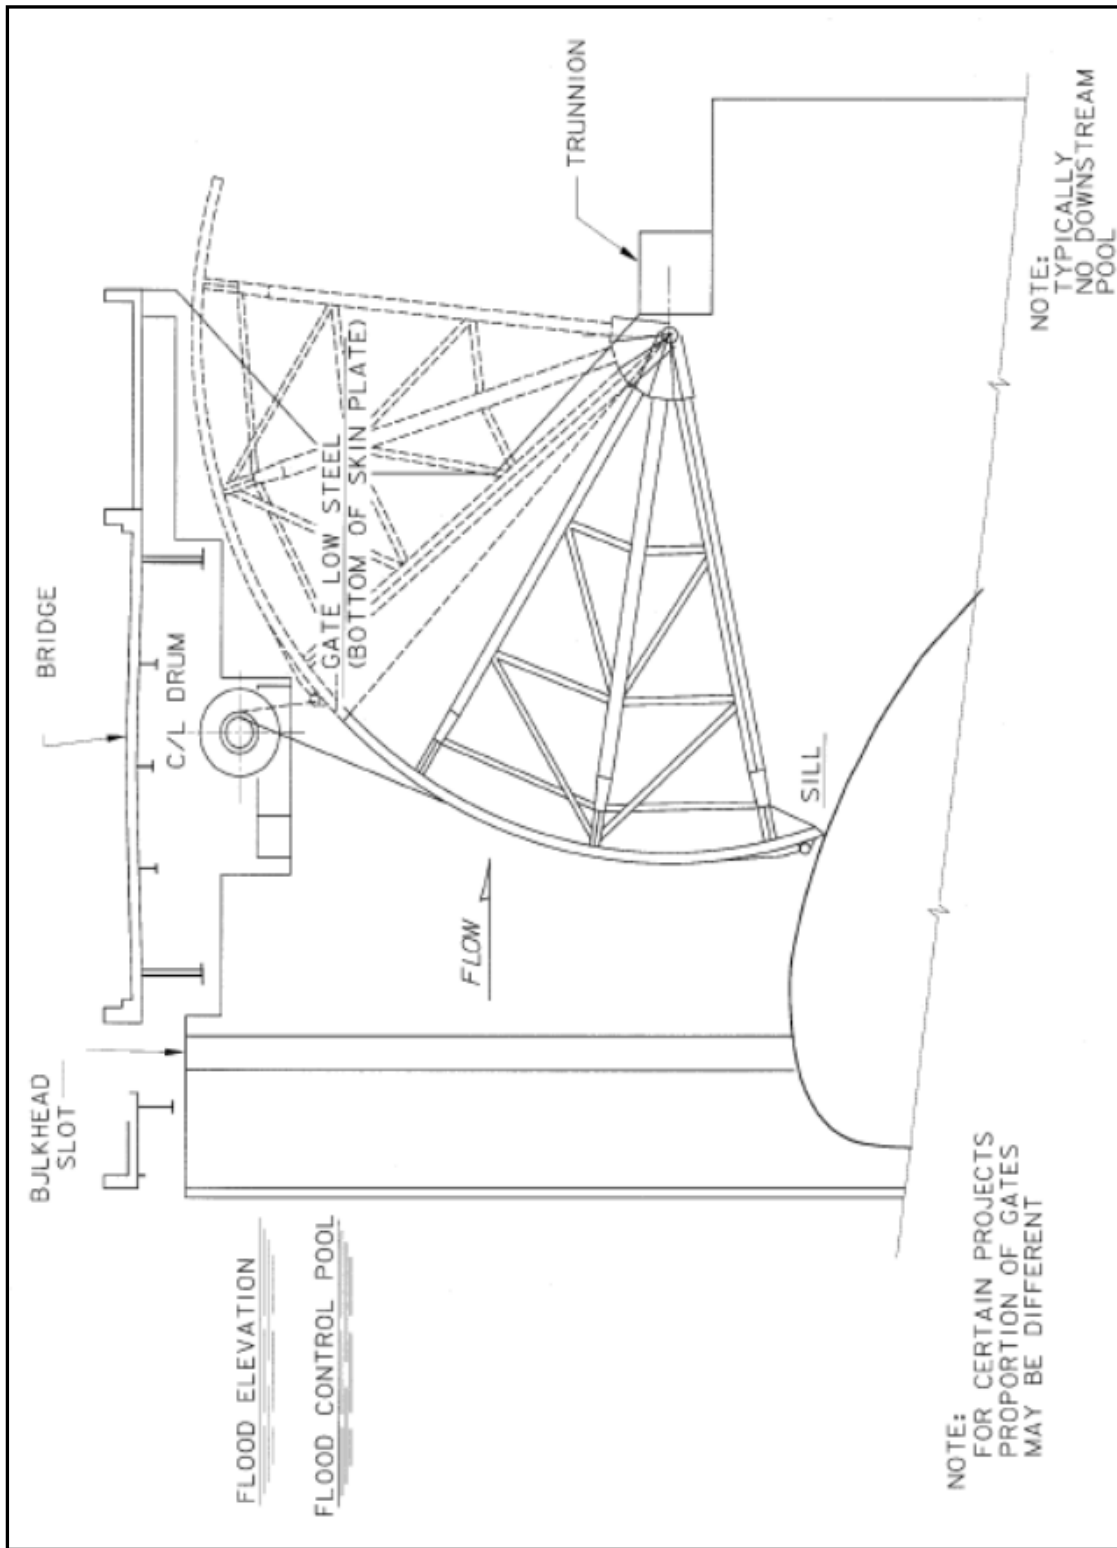 BJLKHEAD
SLOT
BRIDGE
C/L DRUM
TRUNNION
FLOOD ELEVATION
FLOOD CONTROL POOL
GATE LOW STEEL
(BOTTOM OF SKIN PLATE)
FLOW
SILL
NOTE:
FOR CERTAIN PROJECTS
PROPORTION OF GATES
MAY BE DIFFERENT
NOTE:
TYPICALLY
NO DOWNSTREAM
POOL